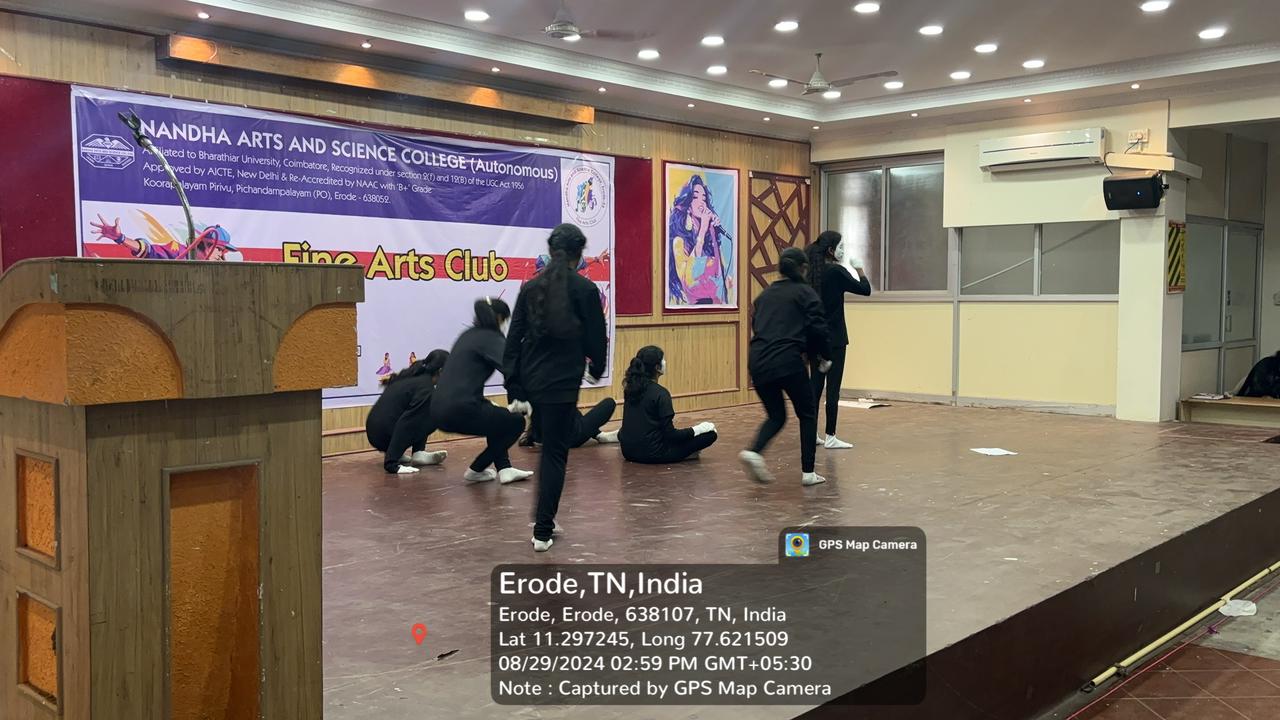 NANDHA ARTS AND SCIENCE COLLEGE (Autonomous)
Affiliated to Bharathiar University, Coimbatore, Recognized under section 2(f) and 12(B) of the UGC Act 1956
Approved by AICTE, New Delhi & Re-Accredited by NAAC with 'B+' Grade
Koorapalayam Pirivu, Pichandampalayam (PO), Erode - 638052.
Fine Arts Club
GPS Map Camera
Erode,TN,India
Erode, Erode, 638107, TN, India
Lat 11.297245, Long 77.621509
08/29/2024 02:59 PM GMT+05:30
Note : Captured by GPS Map Camera